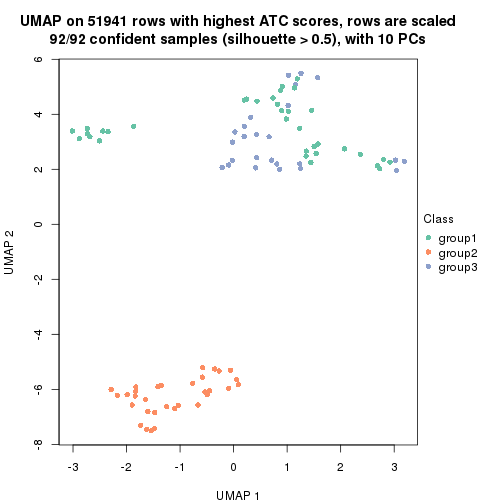 UMAP on 51941 rows with highest ATC scores, rows are scaled
92/92 confident samples (silhouette > 0.5), with 10 PCs
6
4
2
0
-2
-4
-6
-8
UMAP 2
-3
-2
-1
0
1
2
3
UMAP 1
Class
group1
group2
group3